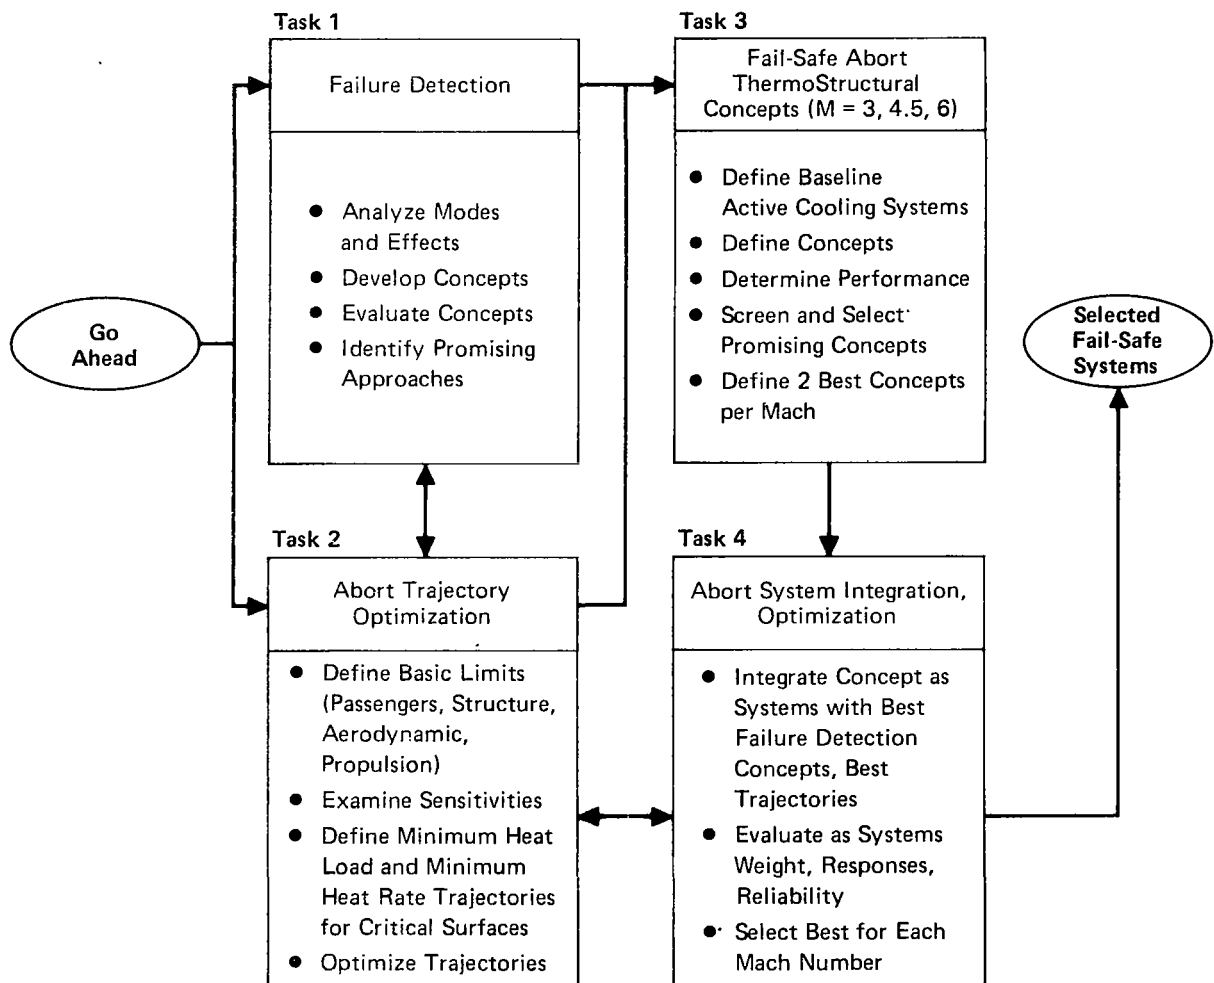 Task 1
Failure Detection
● Analyze Modes
and Effects
● Develop Concepts
● Evaluate Concepts
● Identify Promising
Approaches
Task 3
Fail-Safe Abort
ThermoStructural
Concepts (M = 3, 4.5, 6)
● Define Baseline
Active Cooling Systems
● Define Concepts
● Determine Performance
● Screen and Select
Promising Concepts
● Define 2 Best Concepts
per Mach
Go
Ahead
Selected
Fail-Safe
Systems
Task 2
Abort Trajectory
Optimization
● Define Basic Limits
(Passengers, Structure,
Aerodynamic,
Propulsion)
● Examine Sensitivities
● Define Minimum Heat
Load and Minimum
Heat Rate Trajectories
for Critical Surfaces
● Optimize Trajectories
Task 4
Abort System Integration,
Optimization
● Integrate Concept as
Systems with Best
Failure Detection
Concepts, Best
Trajectories
● Evaluate as Systems
Weight, Responses,
Reliability
● Select Best for Each
Mach Number